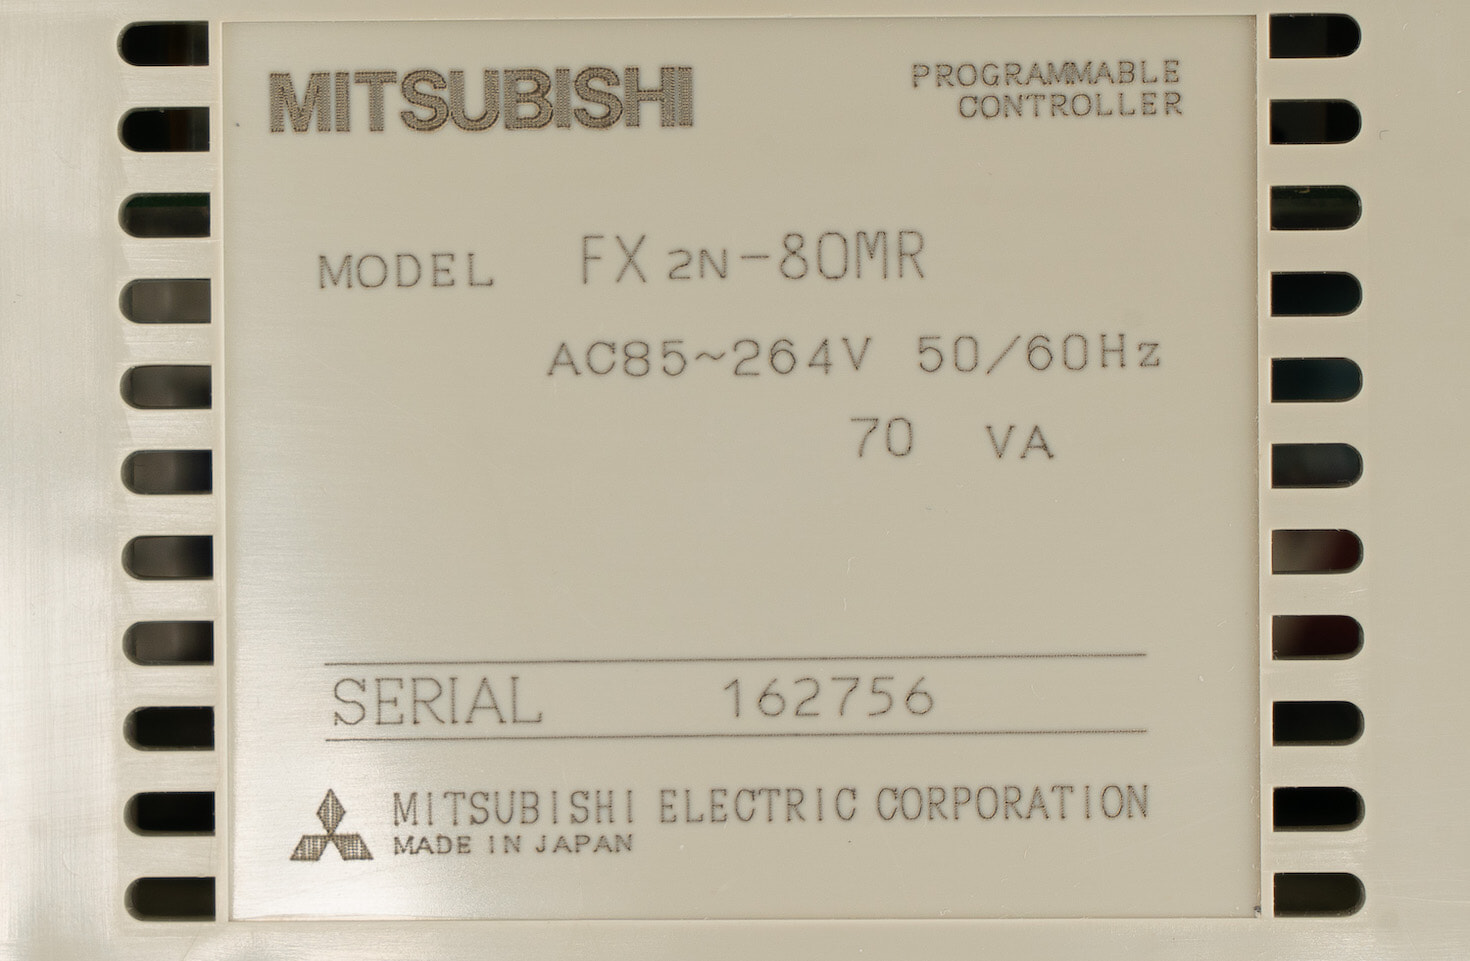 MITSUBISHI
PROGRAMMABLE
CONTROLLER
MODEL FX2N-80MR
AC85~264V 50/60Hz
70 VA
SERIAL 162756
MITSUBISHI ELECTRIC CORPORATION
MADE IN JAPAN